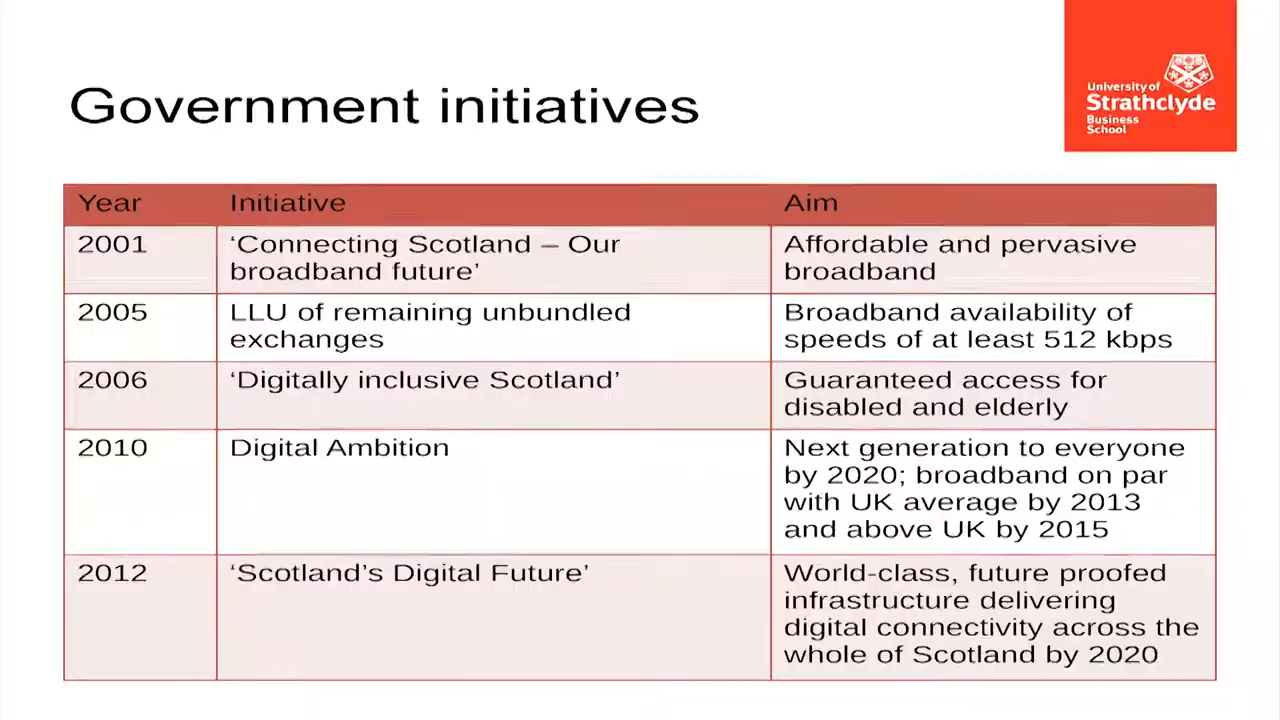 Government initiatives
University of
Strathclyde
Business
School
Year Initiative Aim
2001 ‘Connecting Scotland – Our Affordable and pervasive
broadband future’ broadband
2005 LLU of remaining unbundled Broadband availability of
exchanges speeds of at least 512 kbps
2006 ‘Digitally inclusive Scotland’ Guaranteed access for
disabled and elderly
2010 Digital Ambition Next generation to everyone
by 2020; broadband on par
with UK average by 2013
and above UK by 2015
2012 ‘Scotland’s Digital Future’ World-class, future proofed
infrastructure delivering
digital connectivity across the
whole of Scotland by 2020